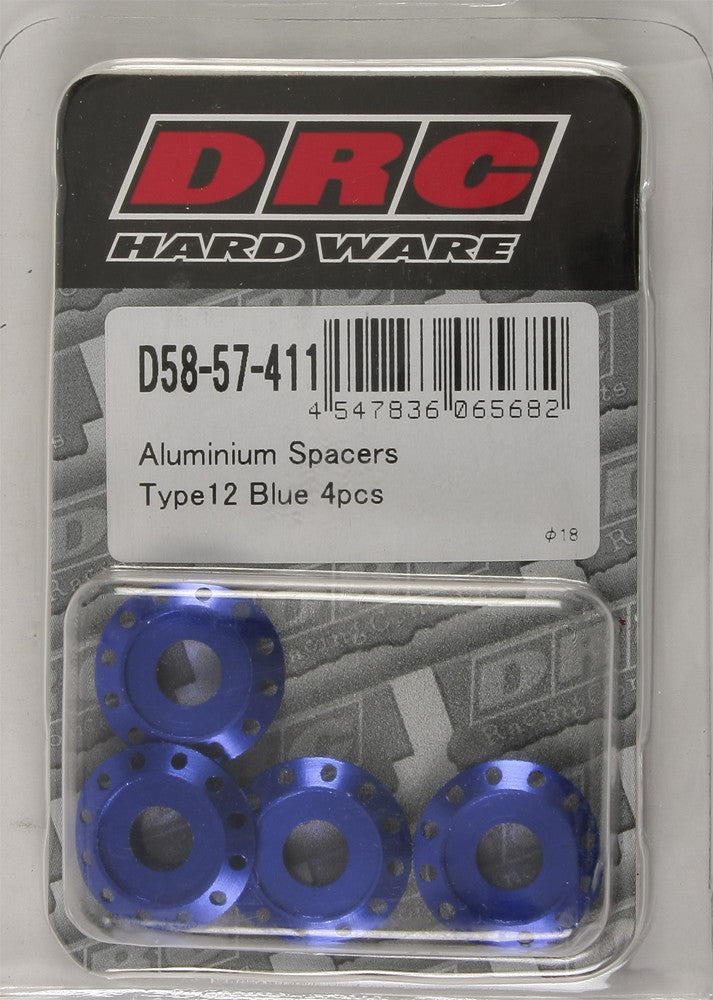 DRC
HARD WARE
D58-57-411
4 547836 065682
Aluminium Spacers
Type12 Blue 4pcs
φ18